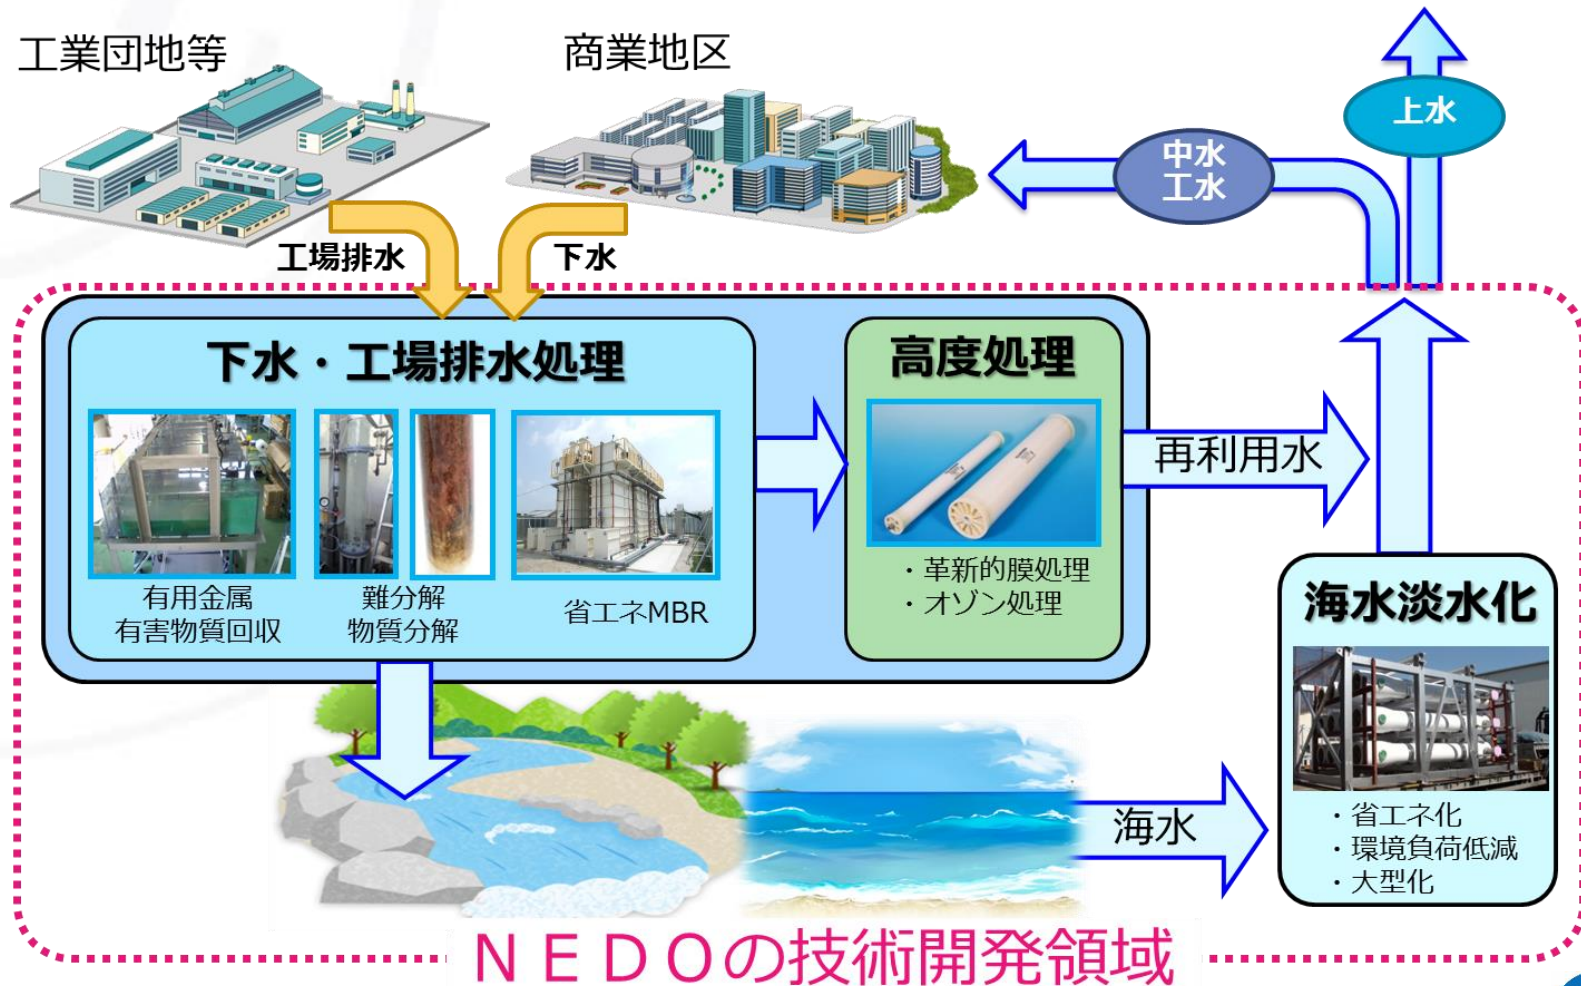 工業団地等
商業地区
上水
中水
工水
工場排水
下水
下水・工場排水処理
高度処理
有用金属
有害物質回収
難分解
物質分解
省エネMBR
・革新的膜処理
・オゾン処理
再利用水
海水淡水化
・省エネ化
・環境負荷低減
・大型化
海水
ＮＥＤＯの技術開発領域